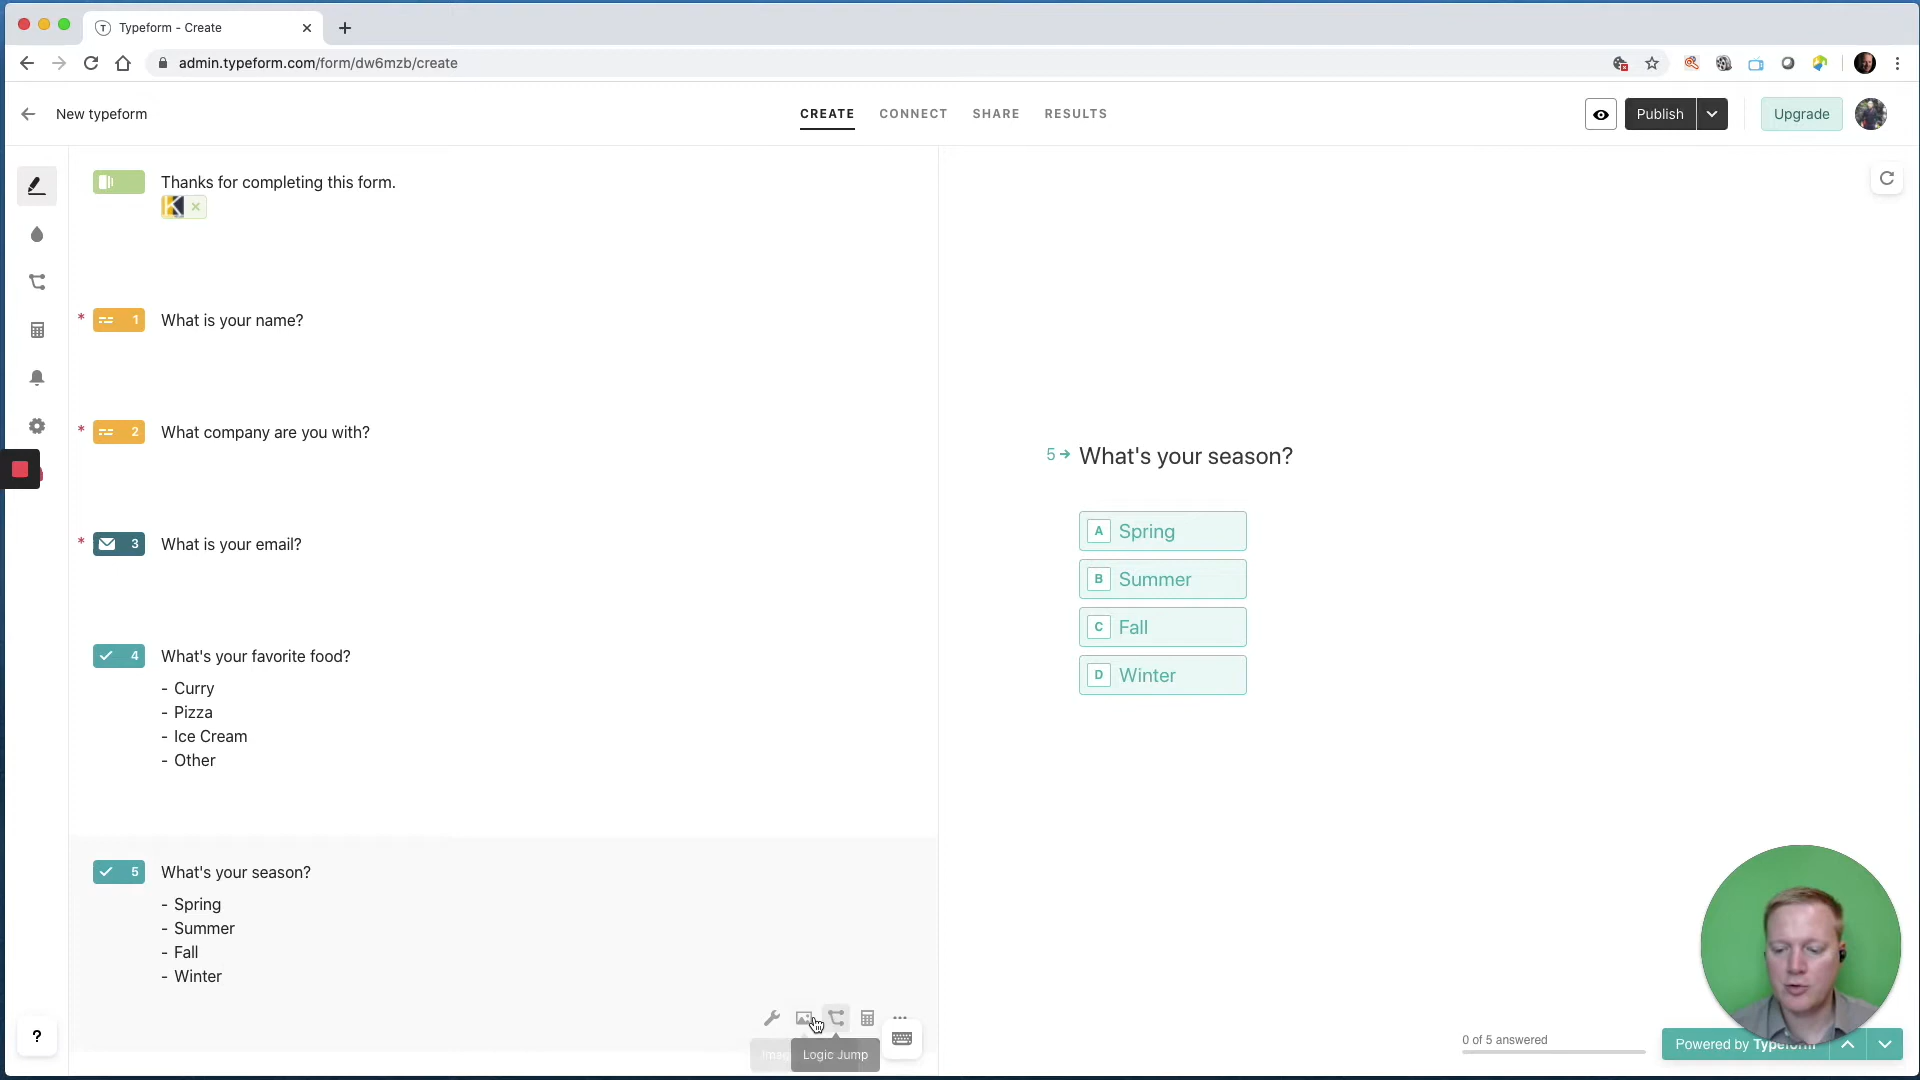 Typeform - Create
admin.typeform.com/form/dw6mzb/create
New typeform
CREATE
CONNECT
SHARE
RESULTS
Publish
Upgrade
Thanks for completing this form.
* 1 What is your name?
* 2 What company are you with?
* 3 What is your email?
4 What's your favorite food?
- Curry
- Pizza
- Ice Cream
- Other
5 What's your season?
- Spring
- Summer
- Fall
- Winter
Logic Jump
?
5 What's your season?
A Spring
B Summer
C Fall
D Winter
0 of 5 answered
Powered by Typeform